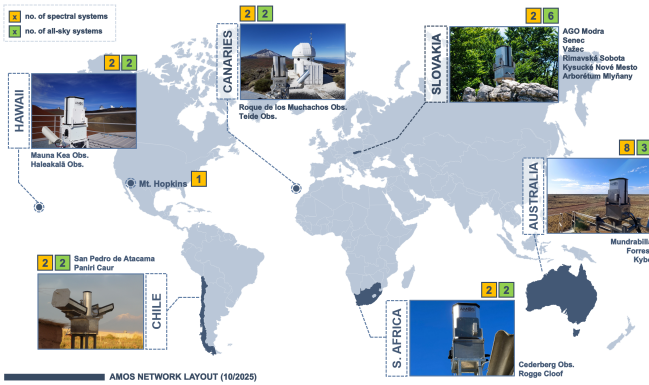 x no. of spectral systems
x no. of all-sky systems
HAWAII
2 2
Mauna Kea Obs.
Haleakalā Obs.
Mt. Hopkins 1
CANARIES
2 2
Roque de los Muchachos Obs.
Teide Obs.
SLOVAKIA
2 6
AGO Modra
Senec
Važec
Rimavská Sobota
Kysucké Nové Mesto
Arborétum Mlyňany
AUSTRALIA
8 3
Mundrabilla
Forres
Kybo
2 2
San Pedro de Atacama
Paniri Caur
CHILE
S. AFRICA
2 2
Cederberg Obs.
Rogge Cloof
AMOS NETWORK LAYOUT (10/2025)